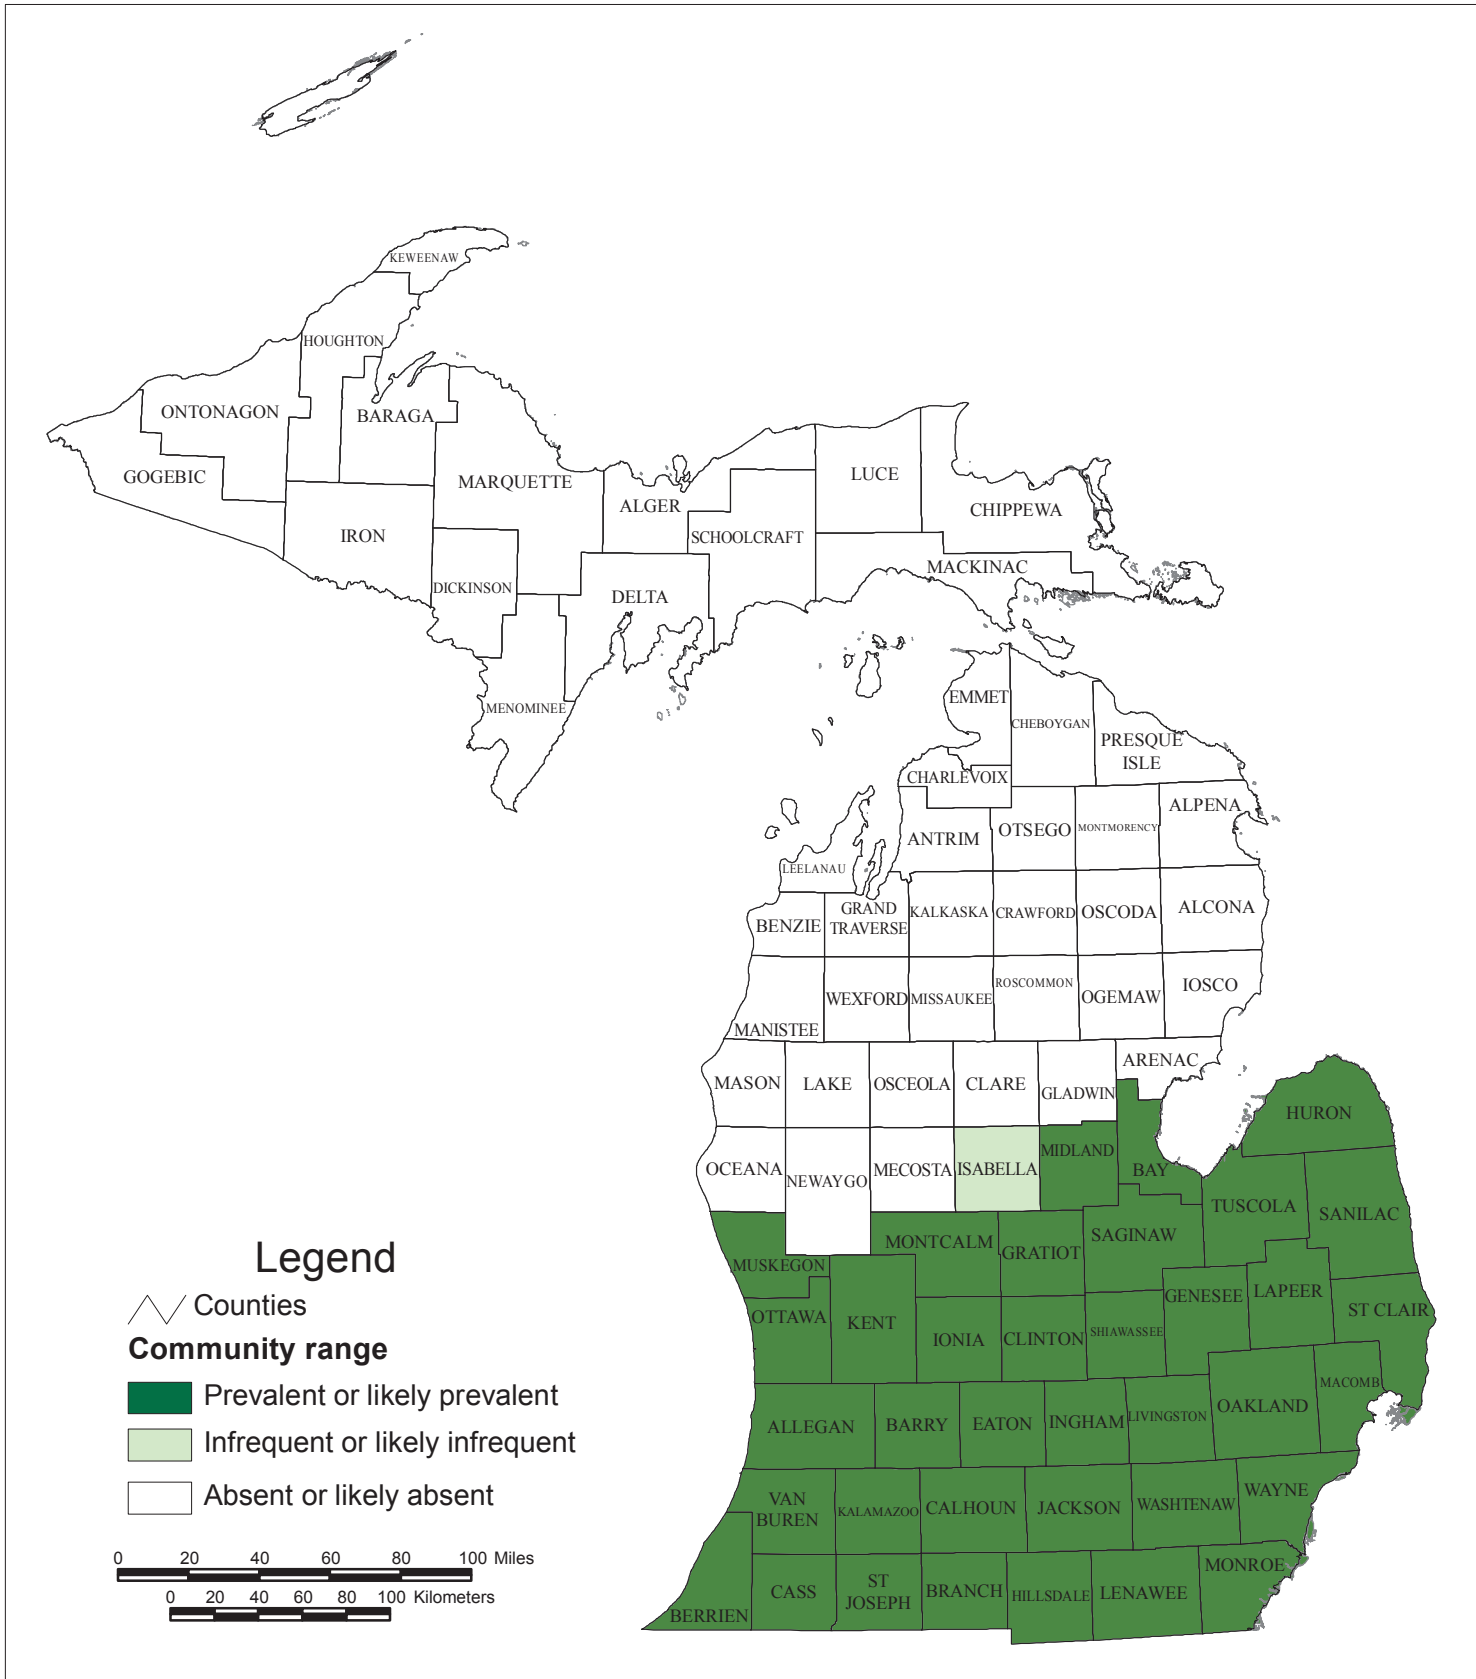 KEWEENAW
HOUGHTON
ONTONAGON
BARAGA
GOGEBIC
MARQUETTE
LUCE
ALGER
CHIPPEWA
IRON
SCHOOLCRAFT
MACKINAC
DICKINSON
DELTA
MENOMINEE
EMMET
CHEBOYGAN
PRESQUE
ISLE
CHARLEVOIX
ALPENA
ANTRIM
OTSEGO
MONTMORENCY
LEELANAU
BENZIE
GRAND
TRAVERSE
KALKASKA
CRAWFORD
OSCODA
ALCONA
MANISTEE
WEXFORD
MISSAUKEE
ROSCOMMON
OGEMAW
IOSCO
ARENAC
MASON
LAKE
OSCEOLA
CLARE
GLADWIN
HURON
OCEANA
NEWAYGO
MECOSTA
ISABELLA
MIDLAND
BAY
TUSCOLA
SANILAC
MUSKEGON
MONTCALM
GRATIOT
SAGINAW
GENESEE
LAPEER
ST CLAIR
OTTAWA
KENT
IONIA
CLINTON
SHIAWASSEE
MACOMB
ALLEGAN
BARRY
EATON
INGHAM
LIVINGSTON
OAKLAND
VAN
BUREN
KALAMAZOO
CALHOUN
JACKSON
WASHTENAW
WAYNE
BERRIEN
CASS
ST
JOSEPH
BRANCH
HILLSDALE
LENAWEE
MONROE
Legend
Counties
Community range
Prevalent or likely prevalent
Infrequent or likely infrequent
Absent or likely absent
0 20 40 60 80 100 Miles
0 20 40 60 80 100 Kilometers